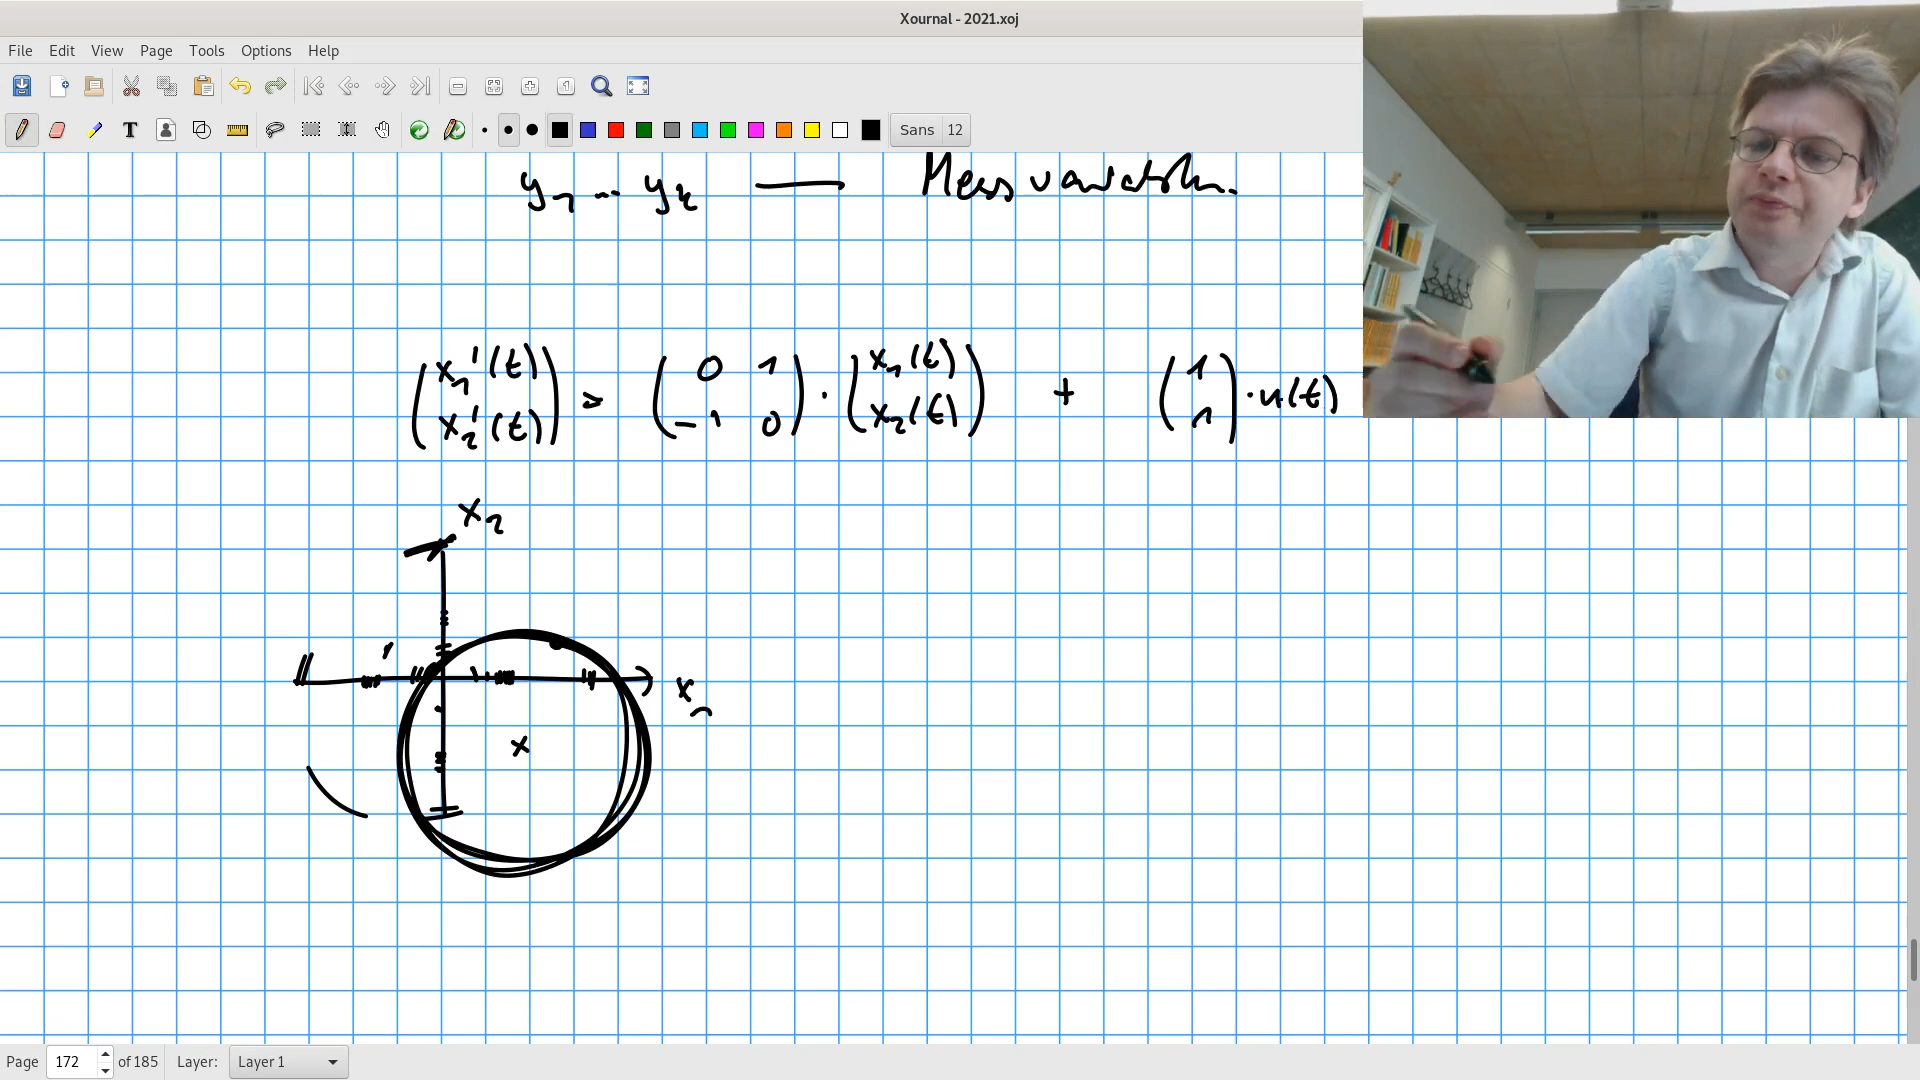 Xournal - 2021.xoj
File Edit View Page Tools Options Help
Sans 12
y₁ ... y₂ — Messvariablen.
(x₁'(t) x₂'(t)) = (0 1 -1 0) · (x₁(t) x₂(t)) + (1 1) · u(t)
x₂
x₁
x
Page 172 of 185 Layer: Layer 1